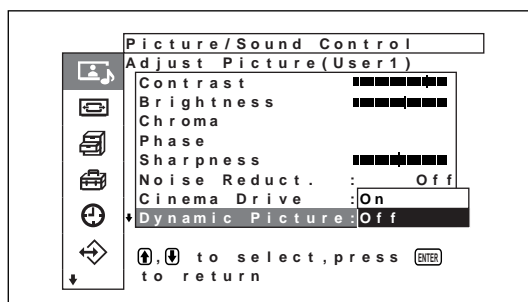 Picture/Sound Control
Adjust Picture(User1)
Contrast
Brightness
Chroma
Phase
Sharpness
Noise Reduct. : Off
Cinema Drive : On
Dynamic Picture: Off
, to select,press ENTER
to return